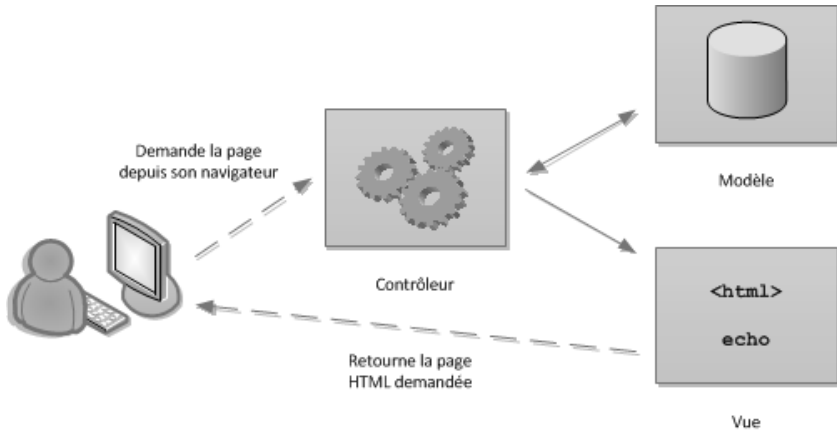 Demande la page
depuis son navigateur
Contrôleur
Modèle
<html>
echo
Retourne la page
HTML demandée
Vue